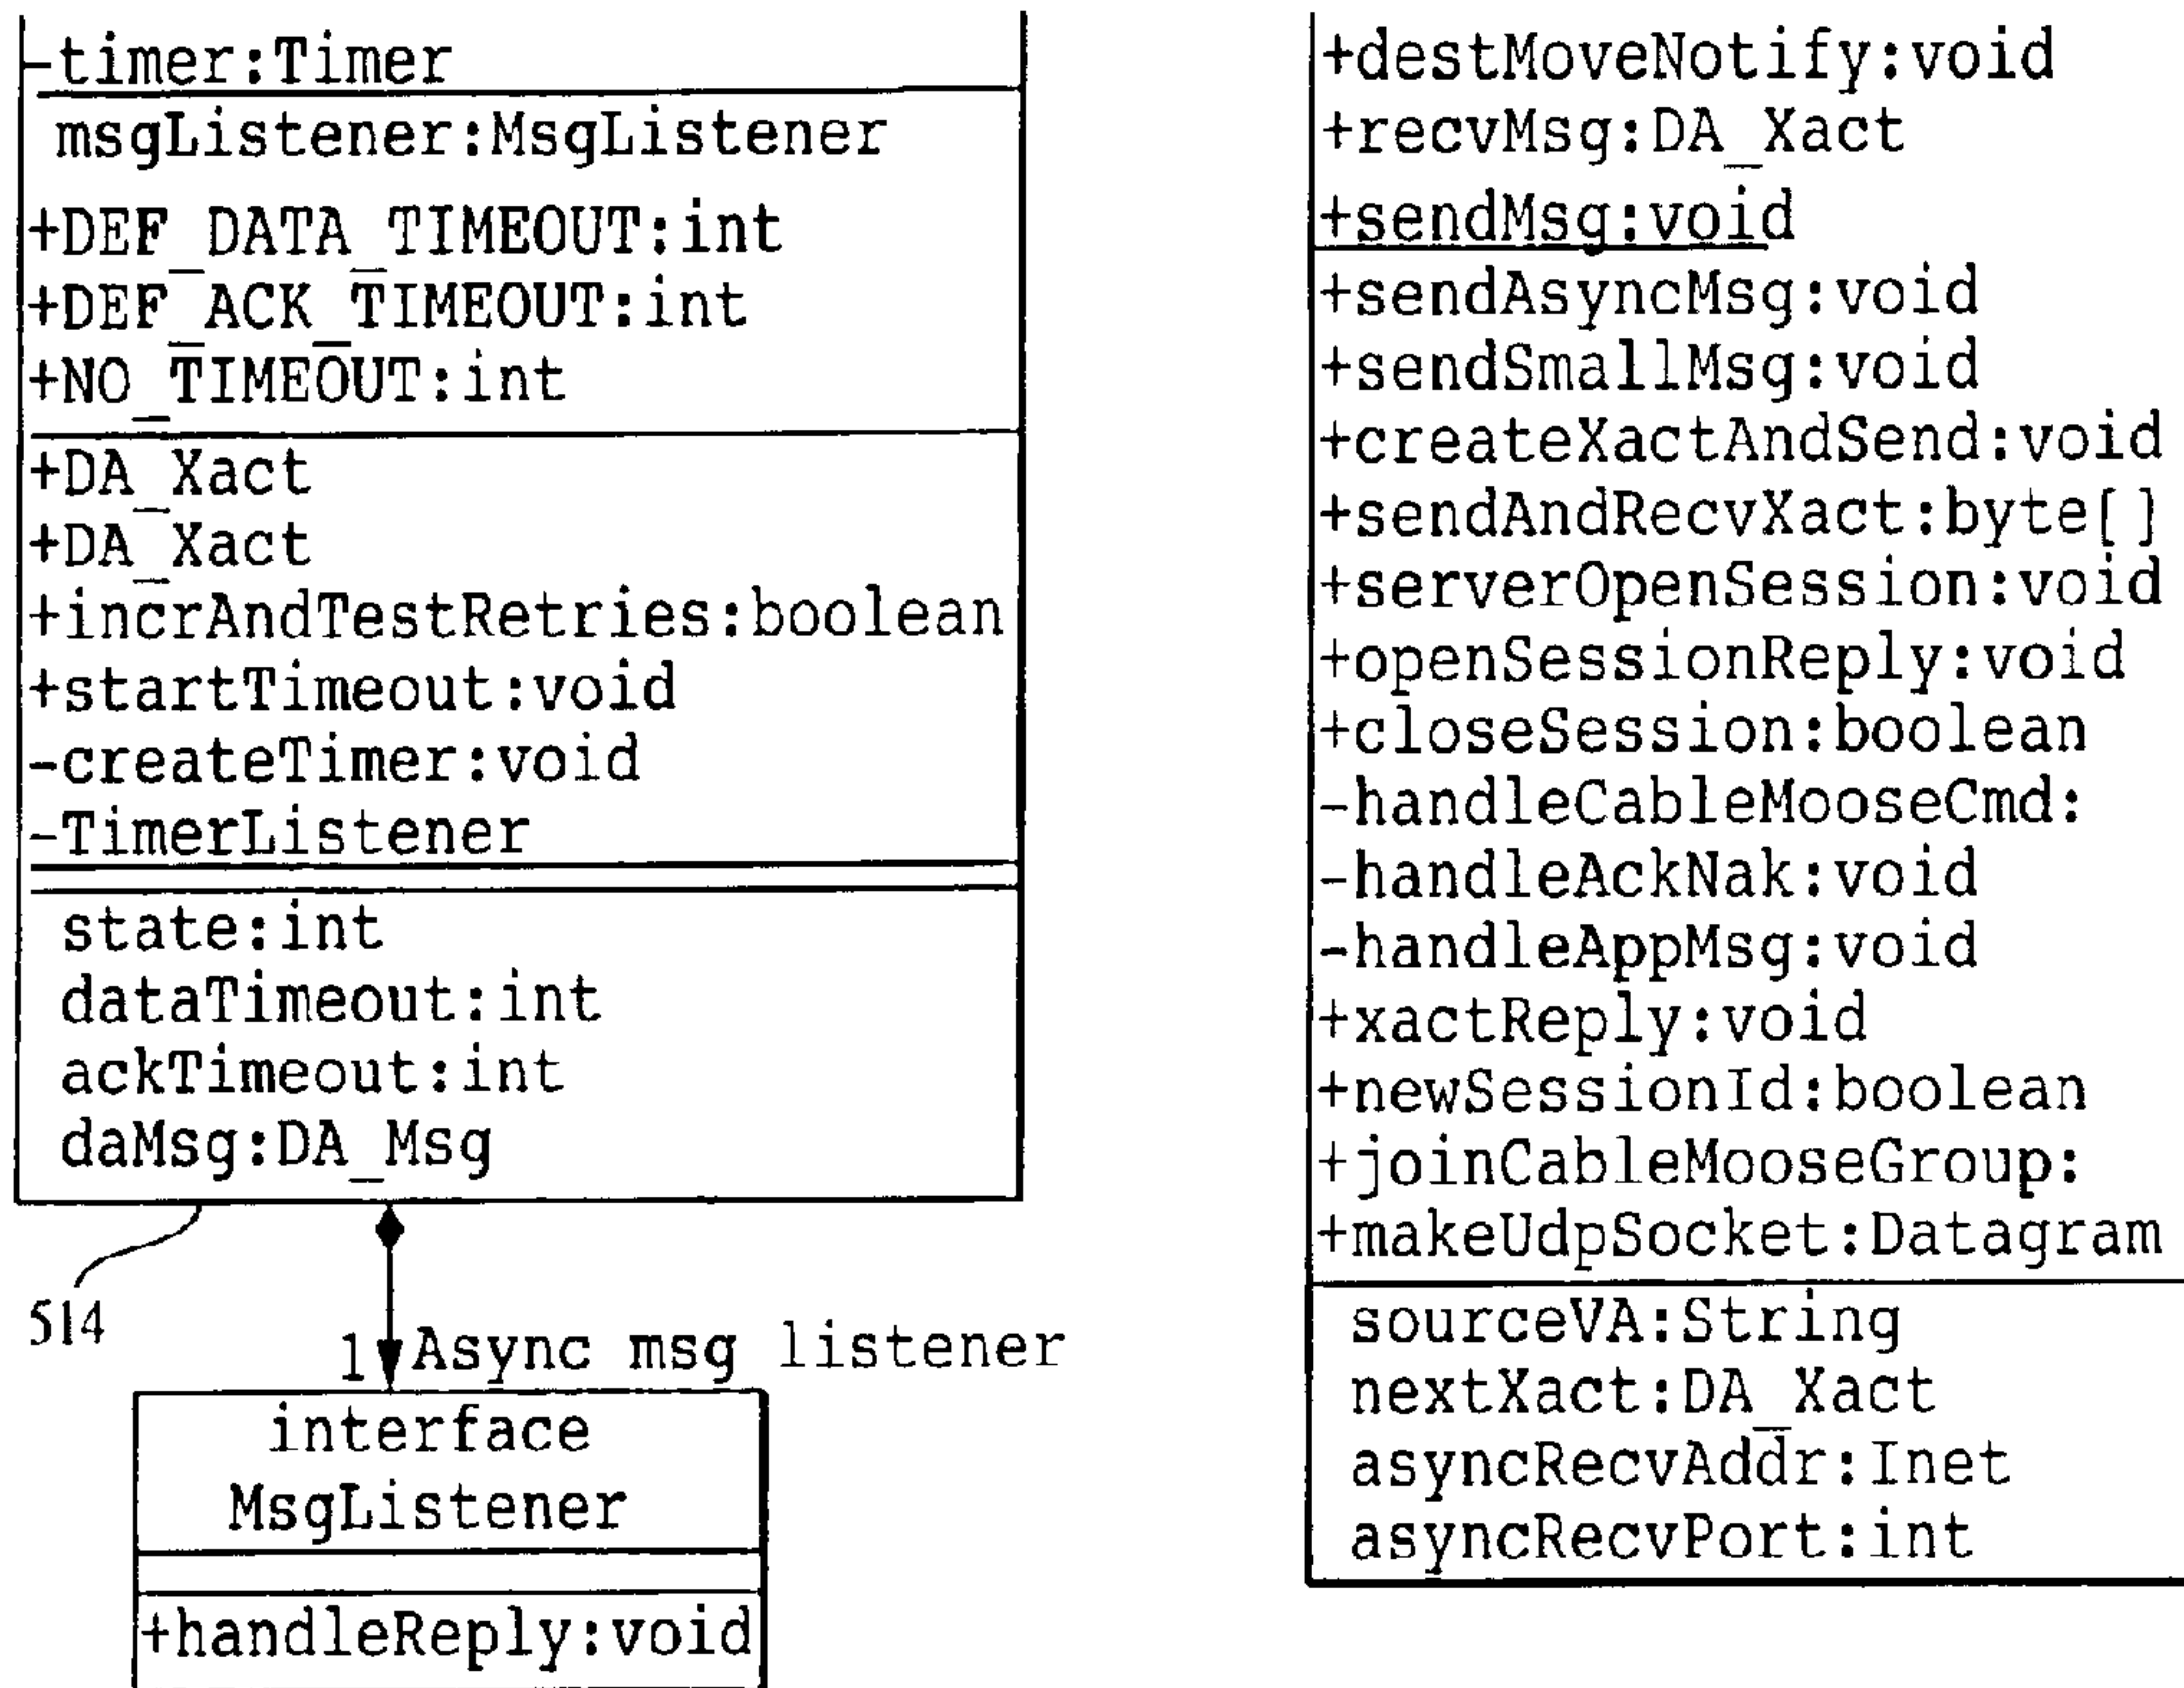 -timer:Timer
msgListener:MsgListener
+DEF_DATA_TIMEOUT:int
+DEF_ACK_TIMEOUT:int
+NO_TIMEOUT:int
+DA_Xact
+DA_Xact
+incrAndTestRetries:boolean
+startTimeout:void
-createTimer:void
-TimerListener
state:int
dataTimeout:int
ackTimeout:int
daMsg:DA_Msg
514
1 Async msg listener
interface
MsgListener
+handleReply:void
+destMoveNotify:void
+recvMsg:DA_Xact
+sendMsg:void
+sendAsyncMsg:void
+sendSmallMsg:void
+createXactAndSend:void
+sendAndRecvXact:byte[]
+serverOpenSession:void
+openSessionReply:void
+closeSession:boolean
-handleCableMooseCmd:
-handleAckNak:void
-handleAppMsg:void
+xactReply:void
+newSessionId:boolean
+joinCableMooseGroup:
+makeUdpSocket:Datagram
sourceVA:String
nextXact:DA_Xact
asyncRecvAddr:Inet
asyncRecvPort:int